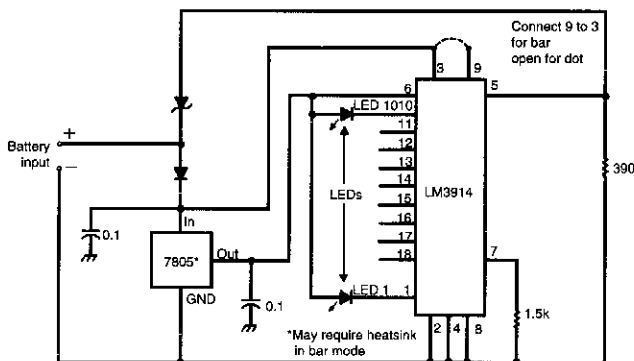 Connect 9 to 3
for bar
open for dot
3
9
6
5
LED 10
10
11
12
13
14
15
16
17
18
LEDs
LM3914
390
+
Battery
input
−
In
0.1
7805*
Out
GND
0.1
LED 1
1
7
1.5k
2
4
8
*May require heatsink
in bar mode